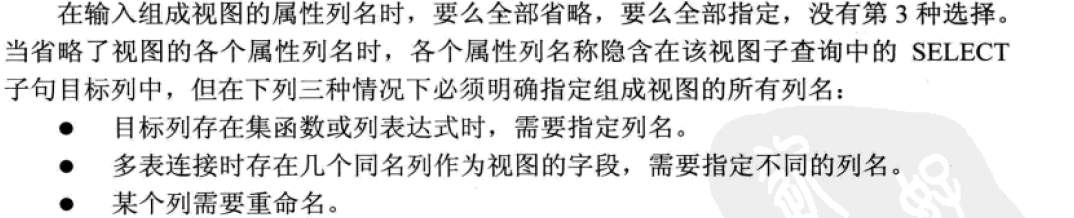 在输入组成视图的属性列名时，要么全部省略，要么全部指定，没有第 3 种选择。
当省略了视图的各个属性列名时，各个属性列名称隐含在该视图子查询中的 SELECT
子句目标列中，但在下列三种情况下必须明确指定组成视图的所有列名：
● 目标列存在集函数或列表达式时，需要指定列名。
● 多表连接时存在几个同名列作为视图的字段，需要指定不同的列名。
● 某个列需要重命名。